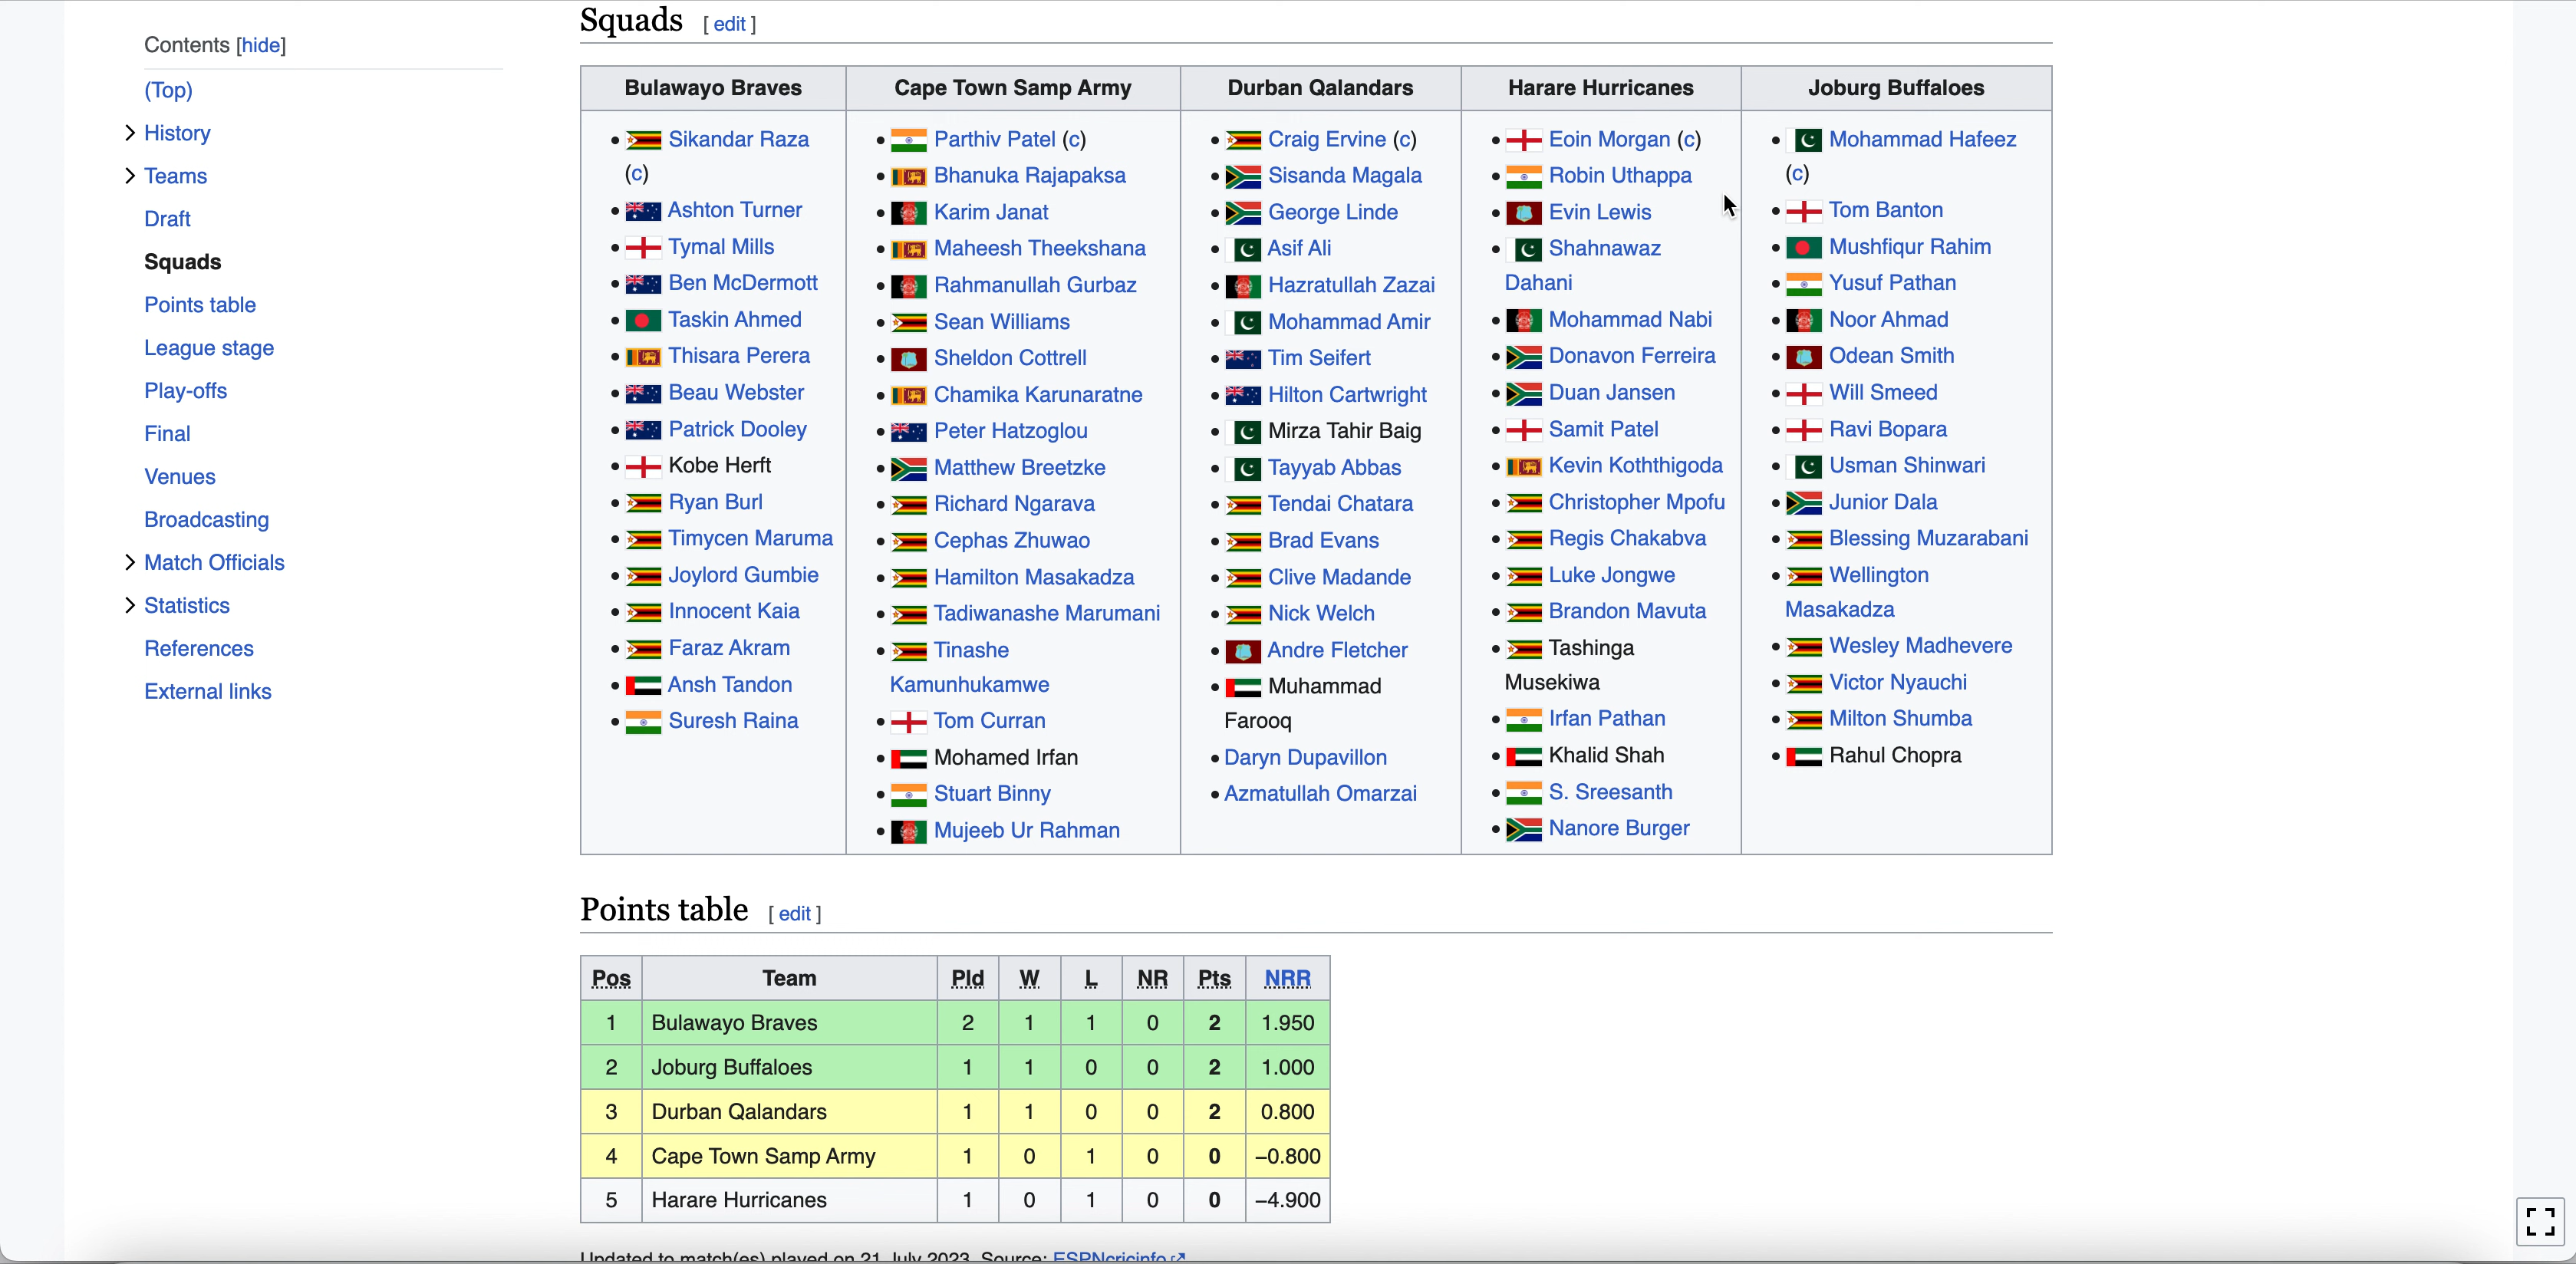 Contents [hide]
(Top)
History
Teams
Draft
Squads
Points table
League stage
Play-offs
Final
Venues
Broadcasting
Match Officials
Statistics
References
External links
Squads [ edit ]
Bulawayo Braves
Sikandar Raza
(c)
Ashton Turner
Tymal Mills
Ben McDermott
Taskin Ahmed
Thisara Perera
Beau Webster
Patrick Dooley
Kobe Herft
Ryan Burl
Timycen Maruma
Joylord Gumbie
Innocent Kaia
Faraz Akram
Ansh Tandon
Suresh Raina
Cape Town Samp Army
Parthiv Patel (c)
Bhanuka Rajapaksa
Karim Janat
Maheesh Theekshana
Rahmanullah Gurbaz
Sean Williams
Sheldon Cottrell
Chamika Karunaratne
Peter Hatzoglou
Matthew Breetzke
Richard Ngarava
Cephas Zhuwao
Hamilton Masakadza
Tadiwanashe Marumani
Tinashe
Kamunhukamwe
Tom Curran
Mohamed Irfan
Stuart Binny
Mujeeb Ur Rahman
Durban Qalandars
Craig Ervine (c)
Sisanda Magala
George Linde
Asif Ali
Hazratullah Zazai
Mohammad Amir
Tim Seifert
Hilton Cartwright
Mirza Tahir Baig
Tayyab Abbas
Tendai Chatara
Brad Evans
Clive Madande
Nick Welch
Andre Fletcher
Muhammad
Farooq
Daryn Dupavillon
Azmatullah Omarzai
Harare Hurricanes
Eoin Morgan (c)
Robin Uthappa
Evin Lewis
Shahnawaz
Dahani
Mohammad Nabi
Donavon Ferreira
Duan Jansen
Samit Patel
Kevin Koththigoda
Christopher Mpofu
Regis Chakabva
Luke Jongwe
Brandon Mavuta
Tashinga
Musekiwa
Irfan Pathan
Khalid Shah
S. Sreesanth
Nanore Burger
Joburg Buffaloes
Mohammad Hafeez
(c)
Tom Banton
Mushfiqur Rahim
Yusuf Pathan
Noor Ahmad
Odean Smith
Will Smeed
Ravi Bopara
Usman Shinwari
Junior Dala
Blessing Muzarabani
Wellington
Masakadza
Wesley Madhevere
Victor Nyauchi
Milton Shumba
Rahul Chopra
Points table [ edit ]
Pos Team Pld W L NR Pts NRR
1 Bulawayo Braves 2 1 1 0 2 1.950
2 Joburg Buffaloes 1 1 0 0 2 1.000
3 Durban Qalandars 1 1 0 0 2 0.800
4 Cape Town Samp Army 1 0 1 0 0 −0.800
5 Harare Hurricanes 1 0 1 0 0 −4.900
Updated to match(es) played on 21 July 2023. Source: ESPNcricinfo